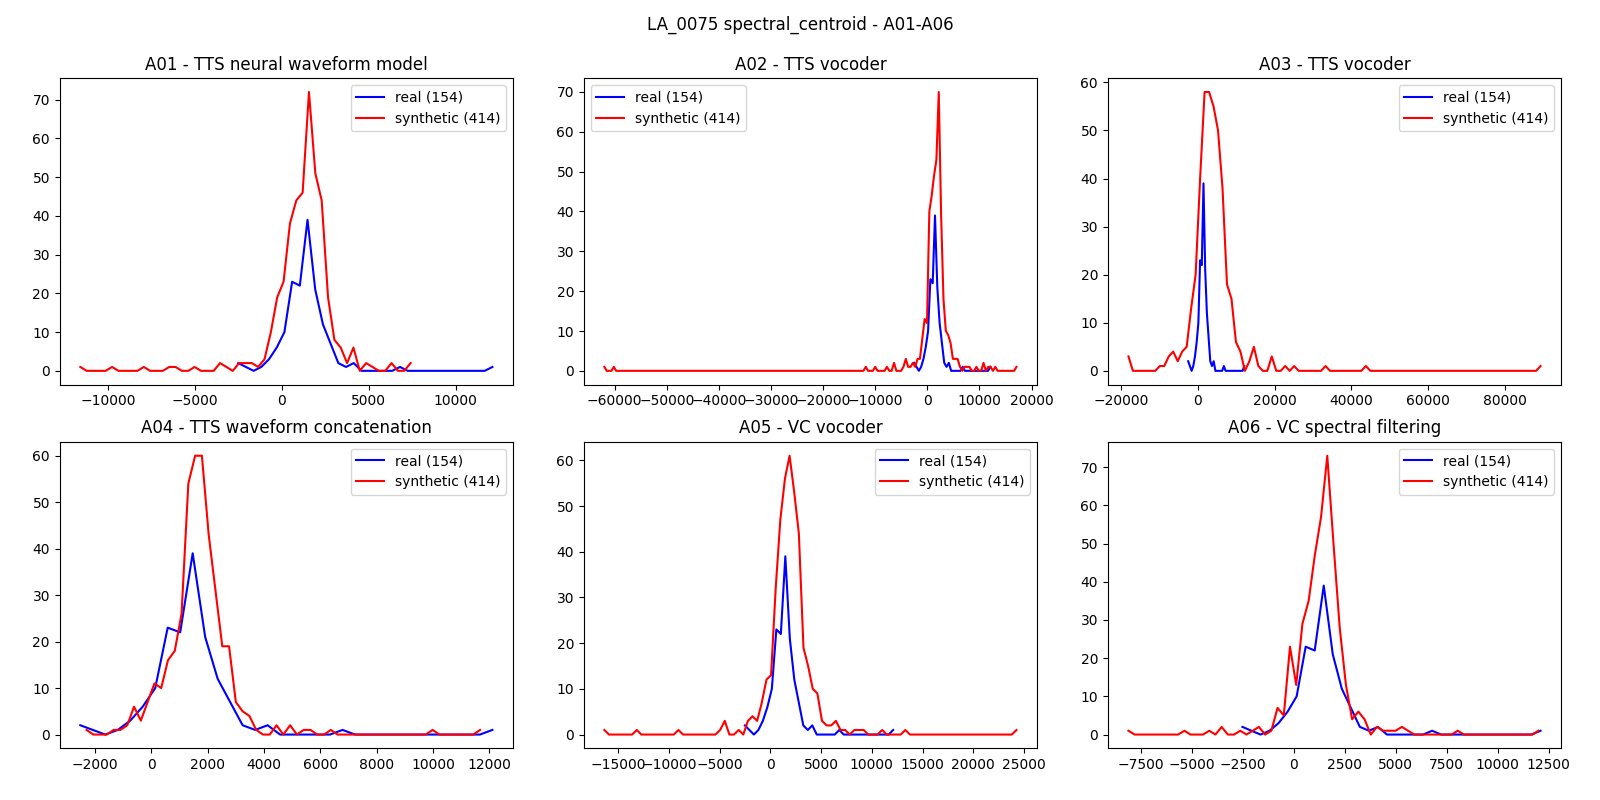 LA_0075 spectral_centroid - A01-A06
A01 - TTS neural waveform model
real (154)
synthetic (414)
70
60
50
40
30
20
10
0
−10000 −5000 0 5000 10000
A02 - TTS vocoder
real (154)
synthetic (414)
70
60
50
40
30
20
10
0
−60000−50000−40000−30000−20000−10000 0 10000 20000
A03 - TTS vocoder
real (154)
synthetic (414)
60
50
40
30
20
10
0
−20000 0 20000 40000 60000 80000
A04 - TTS waveform concatenation
real (154)
synthetic (414)
60
50
40
30
20
10
0
−2000 0 2000 4000 6000 8000 10000 12000
A05 - VC vocoder
real (154)
synthetic (414)
60
50
40
30
20
10
0
−15000−10000 −5000 0 5000 10000 15000 20000 25000
A06 - VC spectral filtering
real (154)
synthetic (414)
70
60
50
40
30
20
10
0
−7500 −5000 −2500 0 2500 5000 7500 10000 12500